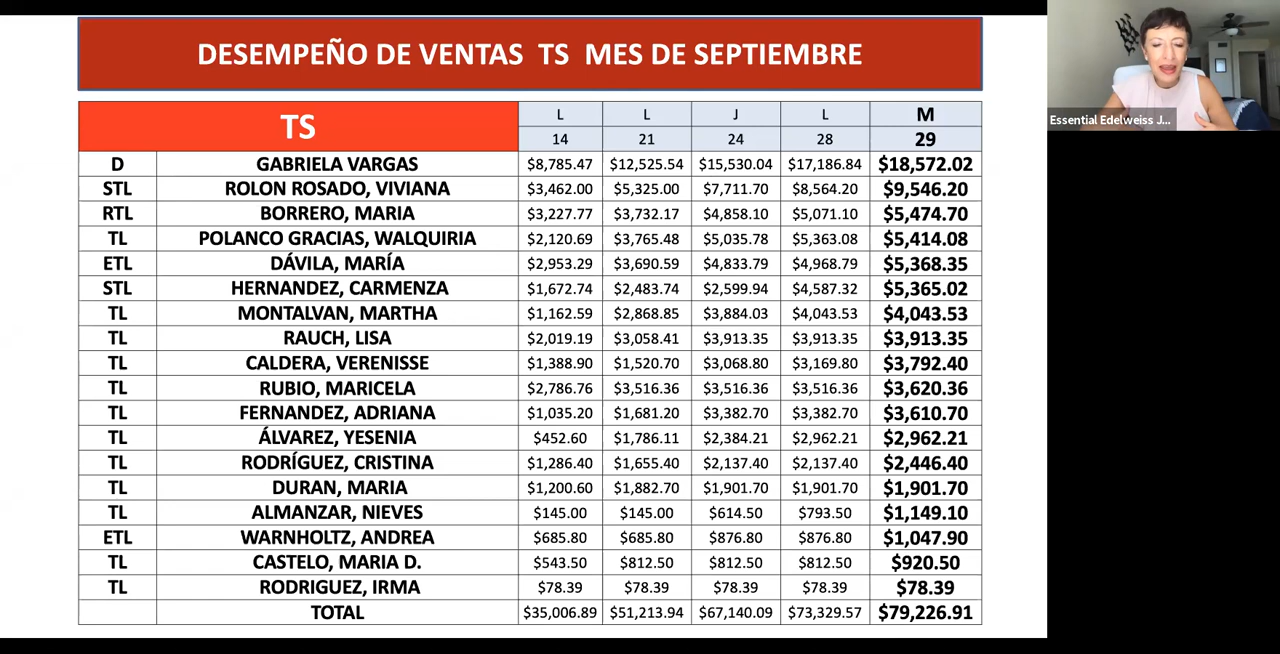 DESEMPEÑO DE VENTAS TS MES DE SEPTIEMBRE
TS L L J L M
14 21 24 28 29
D GABRIELA VARGAS $8,785.47 $12,525.54 $15,530.04 $17,186.84 $18,572.02
STL ROLON ROSADO, VIVIANA $3,462.00 $5,325.00 $7,711.70 $8,564.20 $9,546.20
RTL BORRERO, MARIA $3,227.77 $3,732.17 $4,858.10 $5,071.10 $5,474.70
TL POLANCO GRACIAS, WALQUIRIA $2,120.69 $3,765.48 $5,035.78 $5,363.08 $5,414.08
ETL DÁVILA, MARÍA $2,953.29 $3,690.59 $4,833.79 $4,968.79 $5,368.35
STL HERNANDEZ, CARMENZA $1,672.74 $2,483.74 $2,599.94 $4,587.32 $5,365.02
TL MONTALVAN, MARTHA $1,162.59 $2,868.85 $3,884.03 $4,043.53 $4,043.53
TL RAUCH, LISA $2,019.19 $3,058.41 $3,913.35 $3,913.35 $3,913.35
TL CALDERA, VERENISSE $1,388.90 $1,520.70 $3,068.80 $3,169.80 $3,792.40
TL RUBIO, MARICELA $2,786.76 $3,516.36 $3,516.36 $3,516.36 $3,620.36
TL FERNANDEZ, ADRIANA $1,035.20 $1,681.20 $3,382.70 $3,382.70 $3,610.70
TL ÁLVAREZ, YESENIA $452.60 $1,786.11 $2,384.21 $2,962.21 $2,962.21
TL RODRÍGUEZ, CRISTINA $1,286.40 $1,655.40 $2,137.40 $2,137.40 $2,446.40
TL DURAN, MARIA $1,200.60 $1,882.70 $1,901.70 $1,901.70 $1,901.70
TL ALMANZAR, NIEVES $145.00 $145.00 $614.50 $793.50 $1,149.10
ETL WARNHOLTZ, ANDREA $685.80 $685.80 $876.80 $876.80 $1,047.90
TL CASTELO, MARIA D. $543.50 $812.50 $812.50 $812.50 $920.50
TL RODRIGUEZ, IRMA $78.39 $78.39 $78.39 $78.39 $78.39
TOTAL $35,006.89 $51,213.94 $67,140.09 $73,329.57 $79,226.91
Essential Edelweiss J...